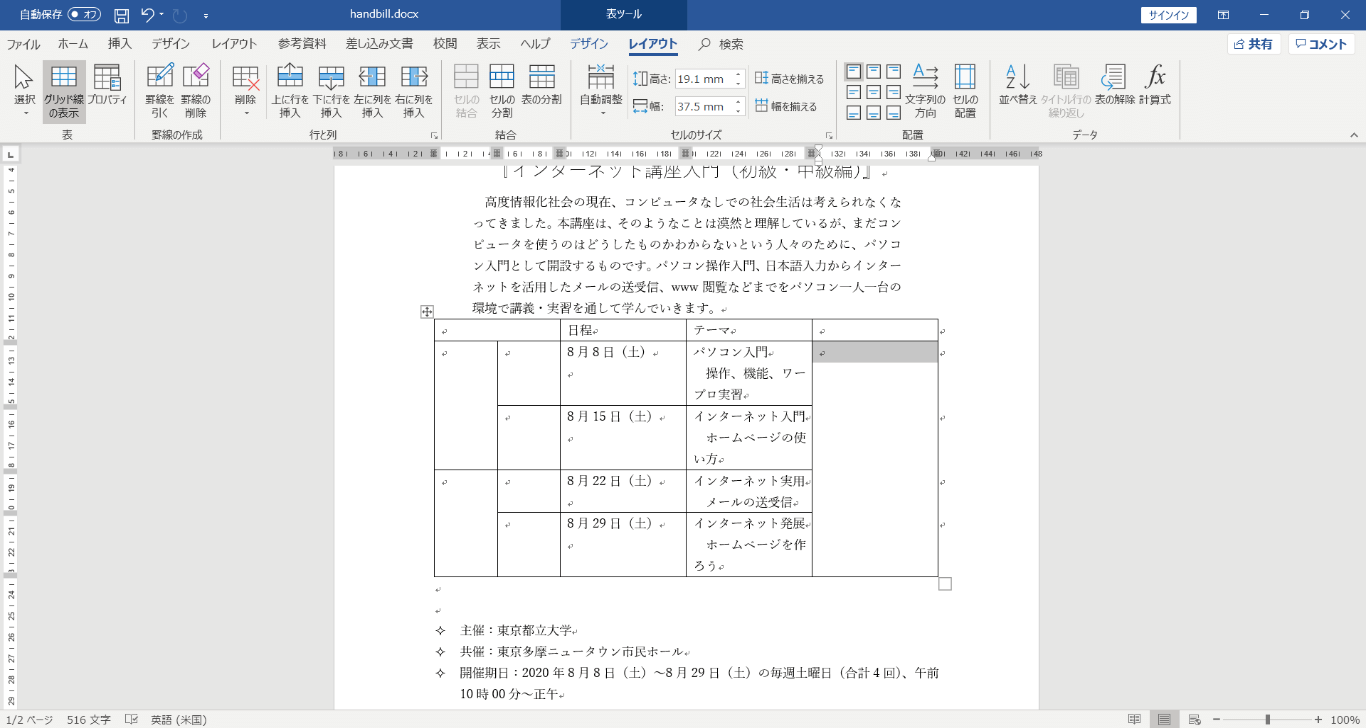 自動保存 オフ handbill.docx 表ツール サインイン
ファイル ホーム 挿入 デザイン レイアウト 参考資料 差し込み文書 校閲 表示 ヘルプ デザイン レイアウト 検索 共有 コメント
選択 グリッド線の表示 プロパティ 罫線を引く 罫線の削除 削除 上に行を挿入 下に行を挿入 左に列を挿入 右に列を挿入 セルの結合 セルの分割 表の分割 自動調整 高さ: 19.1 mm 幅: 37.5 mm 高さを揃える 幅を揃える 文字列の方向 セルの配置 並べ替え タイトル行の繰り返し 表の解除 計算式
表 罫線の作成 行と列 結合 セルのサイズ 配置 データ
『インターネット講座入門（初級・中級編）』
高度情報化社会の現在、コンピュータなしでの社会生活は考えられなくな
ってきました。本講座は、そのようなことは漠然と理解しているが、まだコン
ピュータを使うのはどうしたものかわからないという人々のために、パソコ
ン入門として開設するものです。パソコン操作入門、日本語入力からインター
ネットを活用したメールの送受信、www 閲覧などまでをパソコン一人一台の
環境で講義・実習を通して学んでいきます。
日程 テーマ
8 月 8 日（土） パソコン入門
操作、機能、ワー
プロ実習
8 月 15 日（土） インターネット入門
ホームページの使
い方
8 月 22 日（土） インターネット実用
メールの送受信
8 月 29 日（土） インターネット発展
ホームページを作
ろう
✧ 主催：東京都立大学
✧ 共催：東京多摩ニュータウン市民ホール
✧ 開催期日：2020 年 8 月 8 日（土）～8 月 29 日（土）の毎週土曜日（合計 4 回）、午前
10 時 00 分～正午
1/2 ページ 516 文字 英語 (米国) 100%